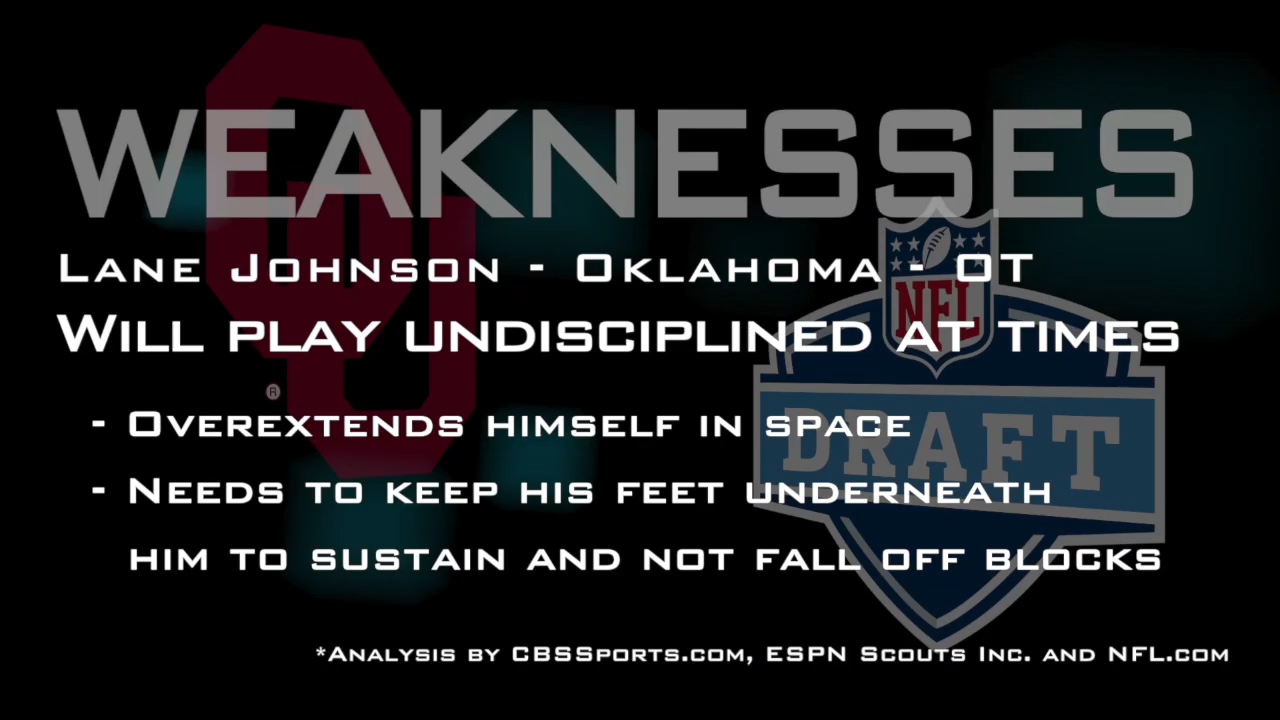 WEAKNESSES
LANE JOHNSON - OKLAHOMA - OT
WILL PLAY UNDISCIPLINED AT TIMES
- OVEREXTENDS HIMSELF IN SPACE
- NEEDS TO KEEP HIS FEET UNDERNEATH
HIM TO SUSTAIN AND NOT FALL OFF BLOCKS
*ANALYSIS BY CBSSPORTS.COM, ESPN SCOUTS INC. AND NFL.COM
NFL
DRAFT
®